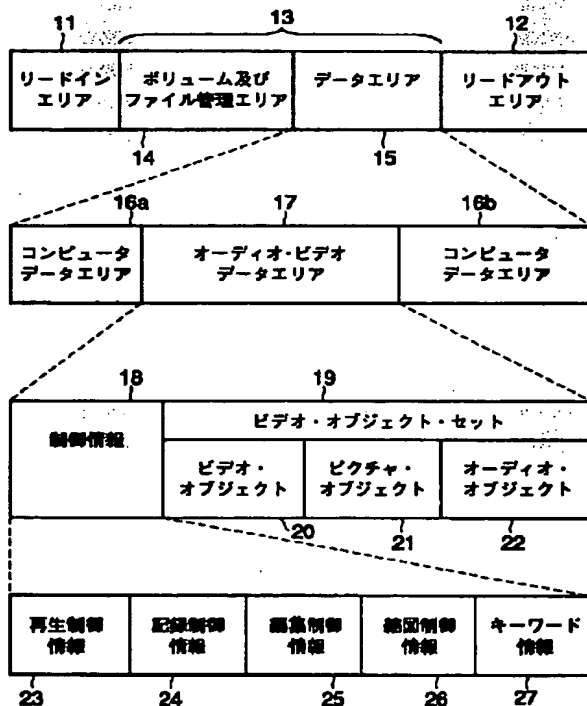 11
13
12
リードイン
エリア
ボリューム及び
ファイル管理エリア
データエリア
リードアウト
エリア
14
15
16a
17
16b
コンピュータ
データエリア
オーディオ・ビデオ
データエリア
コンピュータ
データエリア
18
19
制御情報
ビデオ・オブジェクト・セット
ビデオ・
オブジェクト
ピクチャ・
オブジェクト
オーディオ・
オブジェクト
20
21
22
再生制御
情報
記録制御
情報
編集制御
情報
縮図制御
情報
キーワード
情報
23
24
25
26
27